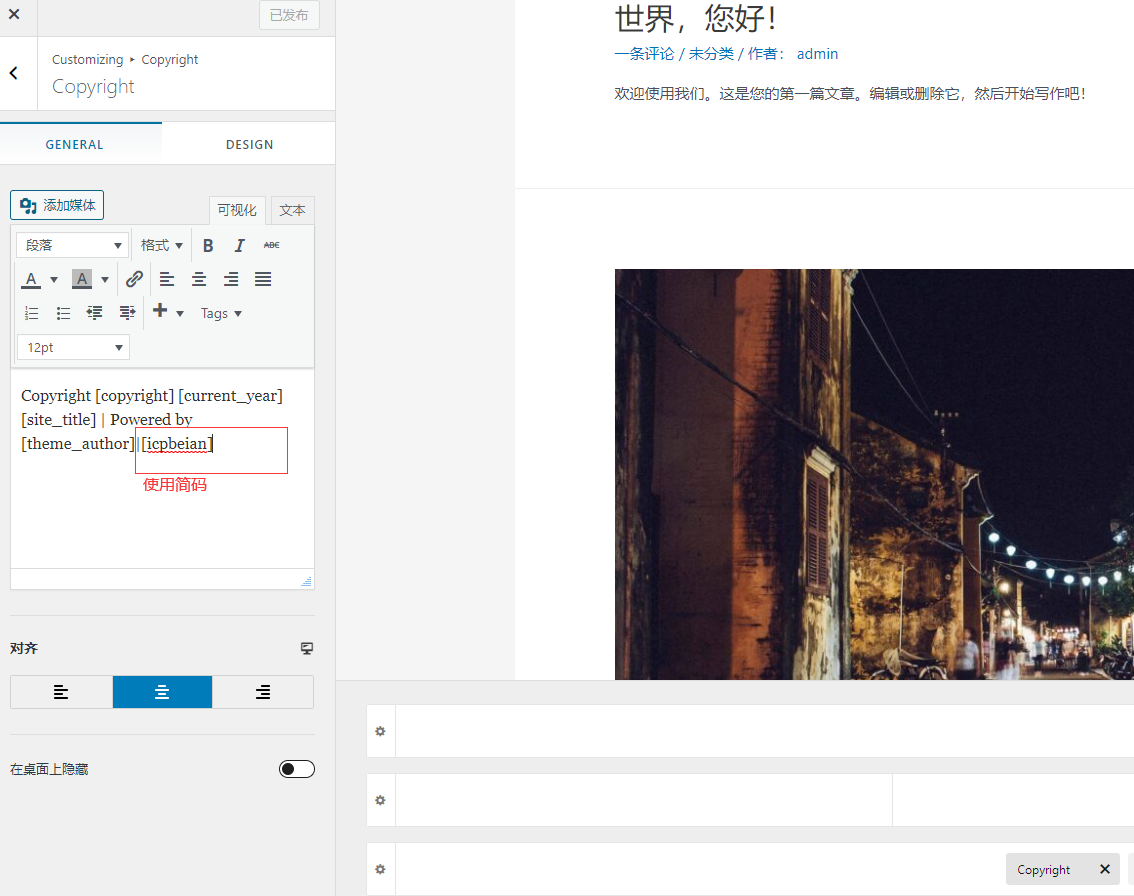 已发布
Customizing ▸ Copyright
Copyright
GENERAL
DESIGN
添加媒体
可视化
文本
段落
格式
B
I
ABC
A
A
Tags
12pt
Copyright [copyright] [current_year]
[site_title] | Powered by
[theme_author]|[icpbeian]
使用简码
对齐
在桌面上隐藏
世界，您好！
一条评论 / 未分类 / 作者： admin
欢迎使用我们。这是您的第一篇文章。编辑或删除它，然后开始写作吧！
Copyright